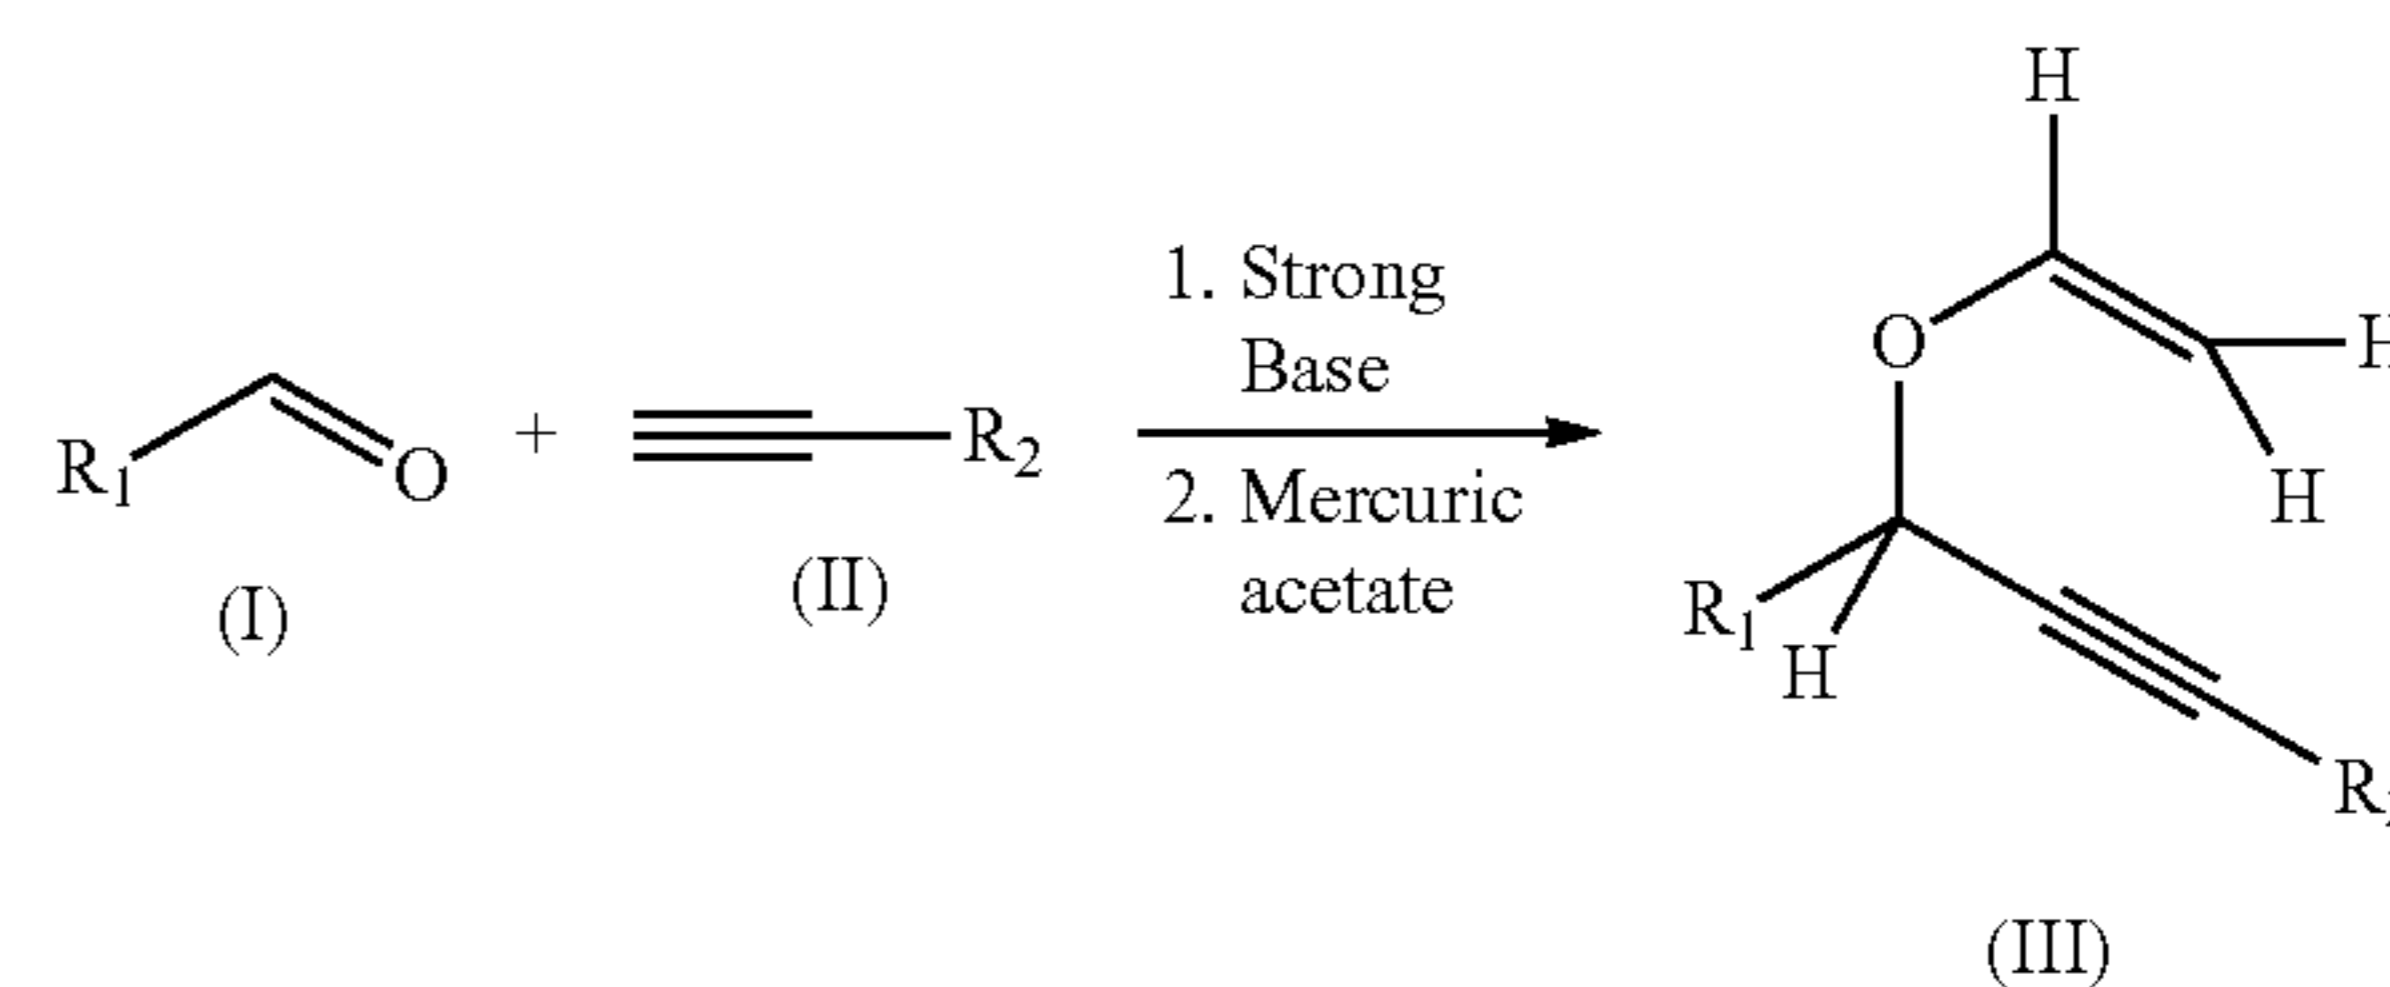 H
1. Strong
Base
O
H
R₁
O
+
R₂
2. Mercuric
acetate
H
(I)
(II)
R₁
H
R
(III)